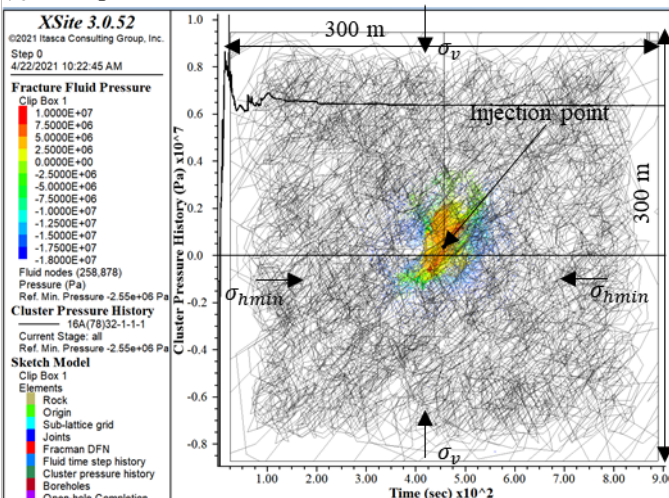 XSite 3.0.52
©2021 Itasca Consulting Group, Inc.
Step 0
4/22/2021 10:22:45 AM
Fracture Fluid Pressure
Clip Box 1
1.0000E+07
7.5000E+06
5.0000E+06
2.5000E+06
0.0000E+00
-2.5000E+06
-5.0000E+06
-7.5000E+06
-1.0000E+07
-1.2500E+07
-1.5000E+07
-1.7500E+07
-1.8000E+07
Fluid nodes (258,878)
Pressure (Pa)
Ref. Min. Pressure -2.55e+06 Pa
Cluster Pressure History
16A(78)32-1-1-1
Current Stage: all
Ref. Min. Pressure -2.55e+06 Pa
Sketch Model
Clip Box 1
Elements
Rock
Origin
Sub-lattice grid
Joints
Fracman DFN
Fluid time step history
Cluster pressure history
Boreholes
Open hole Completion
Cluster Pressure History (Pa) x10^7
1.0
0.8
0.6
0.4
0.2
0.0
-0.2
-0.4
-0.6
-0.8
300 m
σv
Injection point
300 m
σhmin
σhmin
σv
1.00 2.00 3.00 4.00 5.00 6.00 7.00 8.00 9.00
Time (sec) x10^2